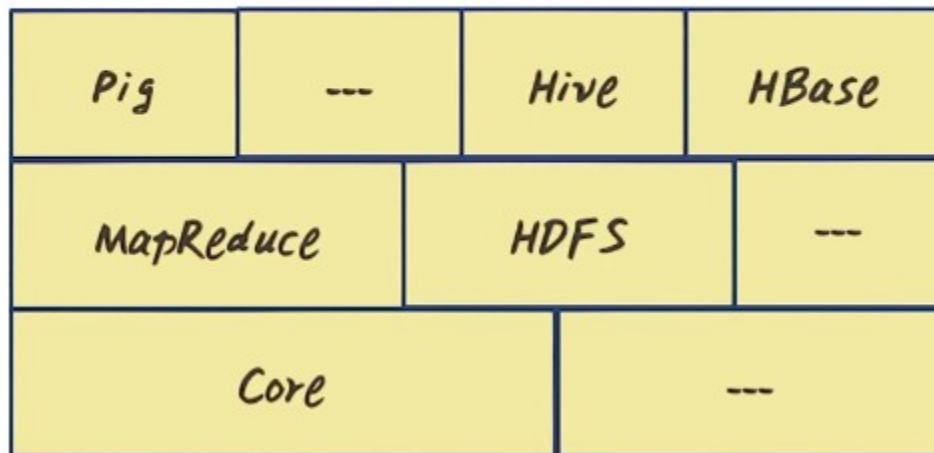 Pig --- Hive HBase
MapReduce HDFS ---
Core ---